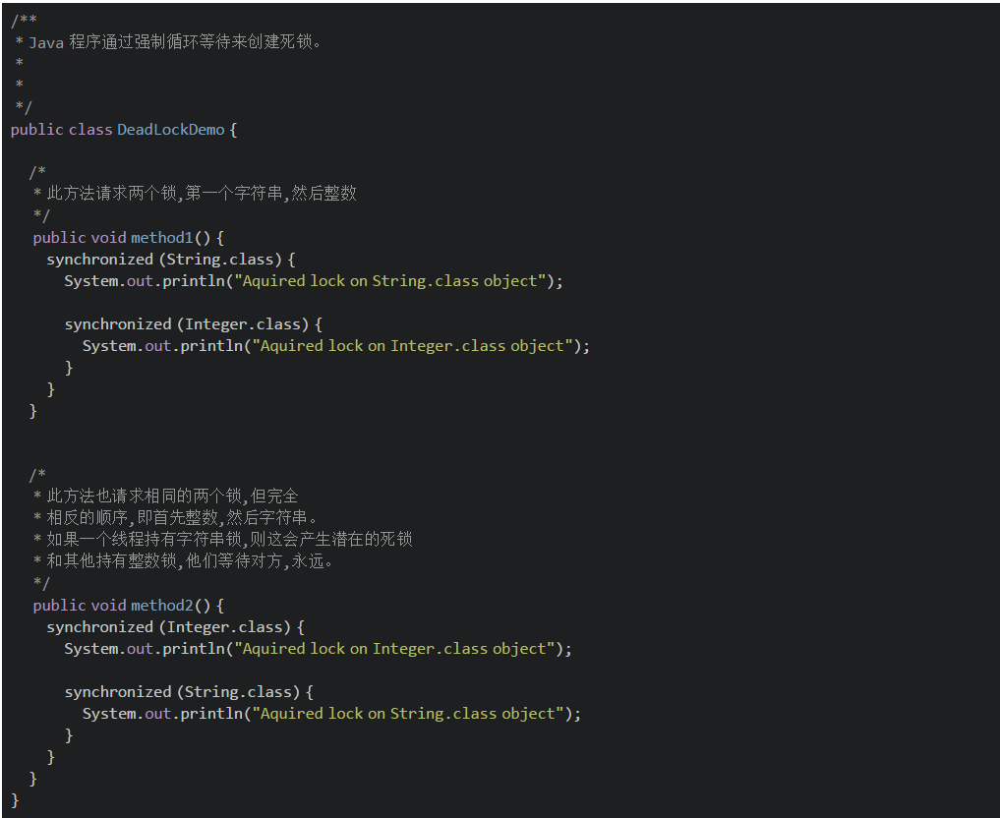 /**
* Java 程序通过强制循环等待来创建死锁。
*
*
*/
public class DeadLockDemo {
/*
* 此方法请求两个锁,第一个字符串,然后整数
*/
public void method1() {
synchronized (String.class) {
System.out.println("Aquired lock on String.class object");
synchronized (Integer.class) {
System.out.println("Aquired lock on Integer.class object");
}
}
}
/*
* 此方法也请求相同的两个锁,但完全
* 相反的顺序,即首先整数,然后字符串。
* 如果一个线程持有字符串锁,则这会产生潜在的死锁
* 和其他持有整数锁,他们等待对方,永远。
*/
public void method2() {
synchronized (Integer.class) {
System.out.println("Aquired lock on Integer.class object");
synchronized (String.class) {
System.out.println("Aquired lock on String.class object");
}
}
}
}